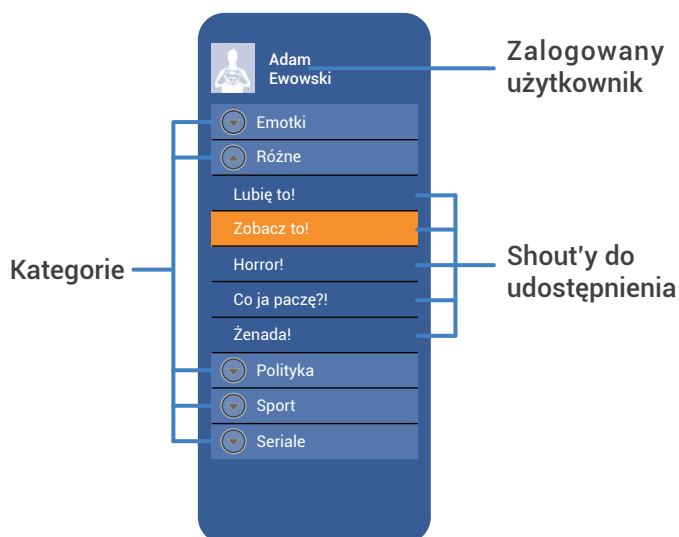 Adam
Ewowski
Zalogowany
użytkownik
Emotki
Różne
Lubię to!
Zobacz to!
Horror!
Co ja paczę?!
Żenada!
Polityka
Sport
Seriale
Kategorie
Shout'y do
udostępnienia